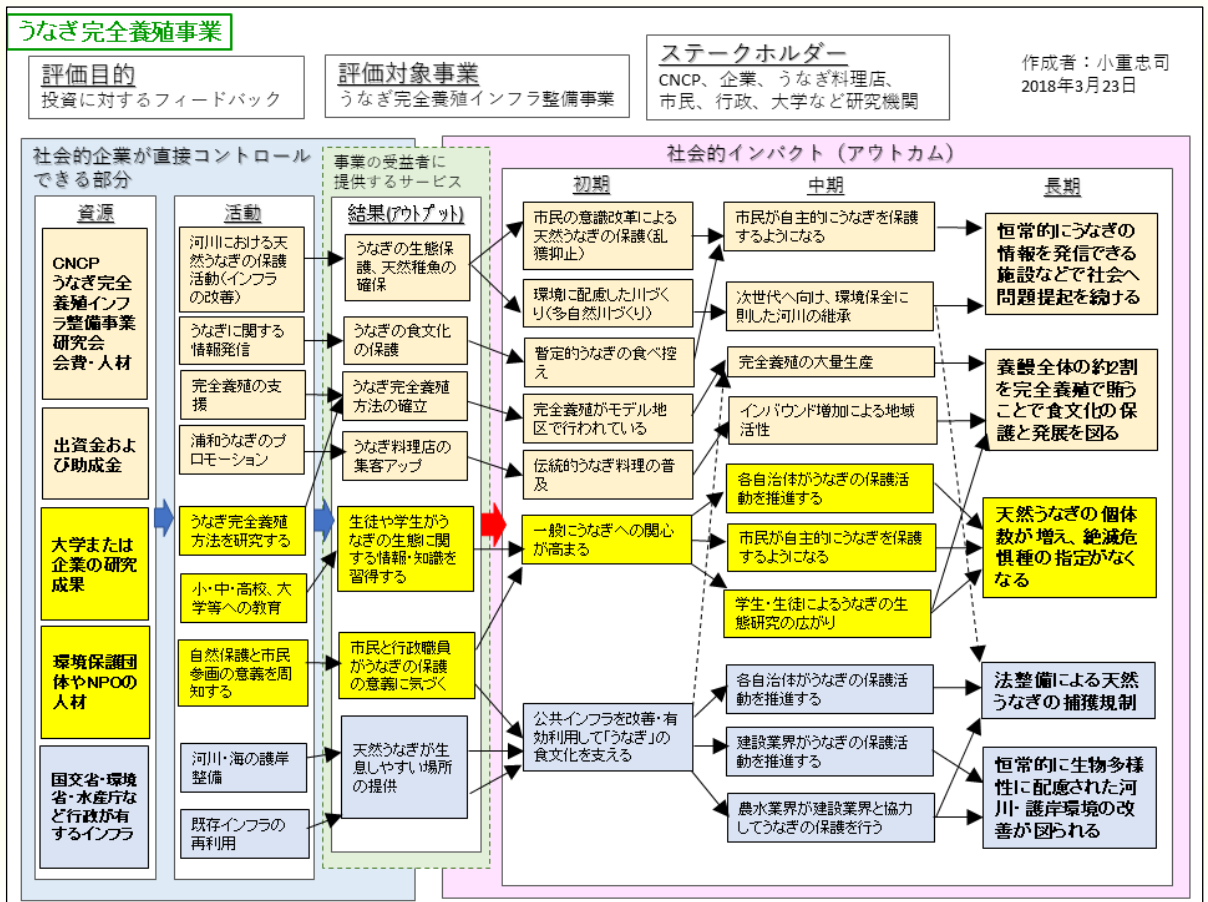 うなぎ完全養殖事業
評価目的
投資に対するフィードバック
評価対象事業
うなぎ完全養殖インフラ整備事業
ステークホルダー
CNCP、企業、うなぎ料理店、
市民、行政、大学など研究機関
作成者：小重忠司
2018年3月23日
社会的企業が直接コントロール
できる部分
事業の受益者に
提供するサービス
社会的インパクト（アウトカム）
資源
CNCP
うなぎ完全
養殖インフ
ラ整備事業
研究会
会費・人材
出資金およ
び助成金
大学または
企業の研究
成果
環境保護団
体やNPOの
人材
国交省・環境
省・水産庁な
ど行政が有
するインフラ
活動
河川における天
然うなぎの保護
活動(インフラ
の改善)
うなぎに関する
情報発信
完全養殖の支
援
浦和うなぎのプ
ロモーション
うなぎ完全養殖
方法を研究する
小・中・高校、大
学等への教育
自然保護と市民
参画の意義を周
知する
河川・海の護岸
整備
既存インフラの
再利用
結果(アウトプット)
うなぎの生態保
護、天然稚魚の
確保
うなぎの食文化
の保護
うなぎ完全養殖
方法の確立
うなぎ料理店の
集客アップ
生徒や学生がう
なぎの生態に関
する情報・知識を
習得する
市民と行政職員
がうなぎの保護
の意義に気づく
天然うなぎが生
息しやすい場所
の提供
初期
市民の意識改革による
天然うなぎの保護(乱
獲抑止)
環境に配慮した川づく
り(多自然川づくり)
暫定的うなぎの食べ控
え
完全養殖がモデル地
区で行われている
伝統的うなぎ料理の普
及
一般にうなぎへの関心
が高まる
公共インフラを改善・有
効利用して「うなぎ」の
食文化を支える
中期
市民が自主的にうなぎを保護
するようになる
次世代へ向け、環境保全に
則した河川の継承
完全養殖の大量生産
インバウンド増加による地域
活性
各自治体がうなぎの保護活
動を推進する
市民が自主的にうなぎを保護
するようになる
学生・生徒によるうなぎの生
態研究の広がり
各自治体がうなぎの保護活
動を推進する
建設業界がうなぎの保護活
動を推進する
農水業界が建設業界と協力
してうなぎの保護を行う
長期
恒常的にうなぎの
情報を発信できる
施設などで社会へ
問題提起を続ける
養鰻全体の約2割
を完全養殖で賄う
ことで食文化の保
護と発展を図る
天然うなぎの個体
数が増え、絶滅危
惧種の指定がなく
なる
法整備による天然
うなぎの捕獲規制
恒常的に生物多様
性に配慮された河
川・護岸環境の改
善が図られる